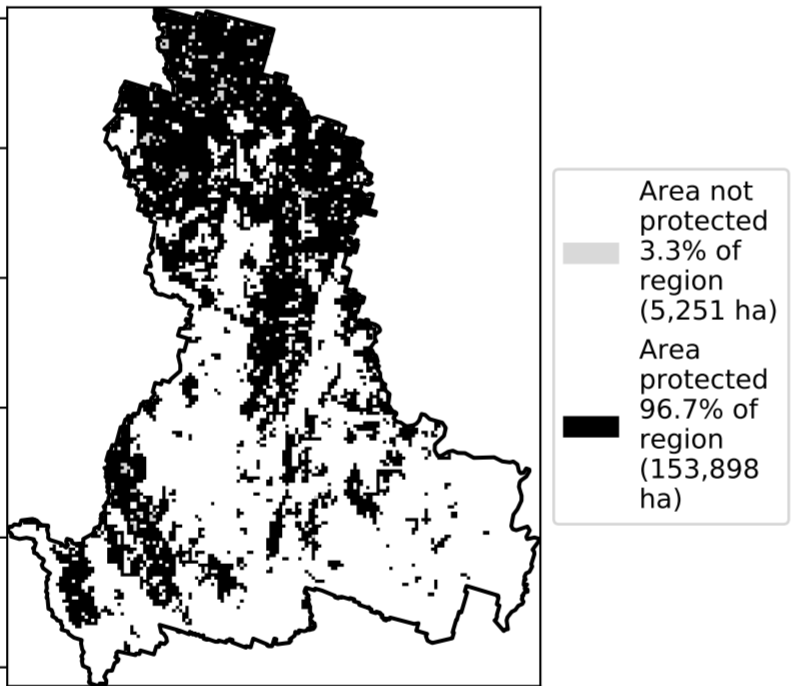 Area not
protected
3.3% of
region
(5,251 ha)
Area
protected
96.7% of
region
(153,898
ha)